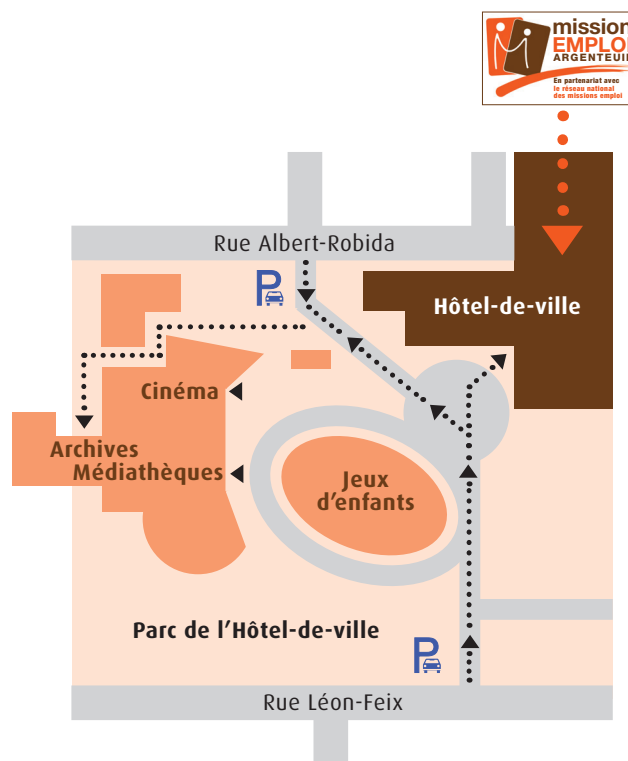 mission
EMPLOI
ARGENTEUIL
En partenariat avec
le réseau national
des missions emploi
Rue Albert-Robida
P
Hôtel-de-ville
Cinéma
Archives
Médiathèques
Jeux
d'enfants
Parc de l'Hôtel-de-ville
P
Rue Léon-Feix